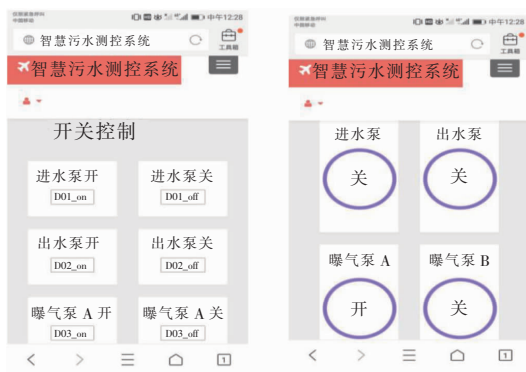 中午12:28
智慧污水测控系统
工具箱
智慧污水测控系统
开关控制
进水泵开 进水泵关
D01_on D01_off
出水泵开 出水泵关
D02_on D02_off
曝气泵 A 开 曝气泵 A 关
D03_on D03_off
1
中午12:28
智慧污水测控系统
工具箱
智慧污水测控系统
进水泵 出水泵
关 关
曝气泵 A 曝气泵 B
开 关
1